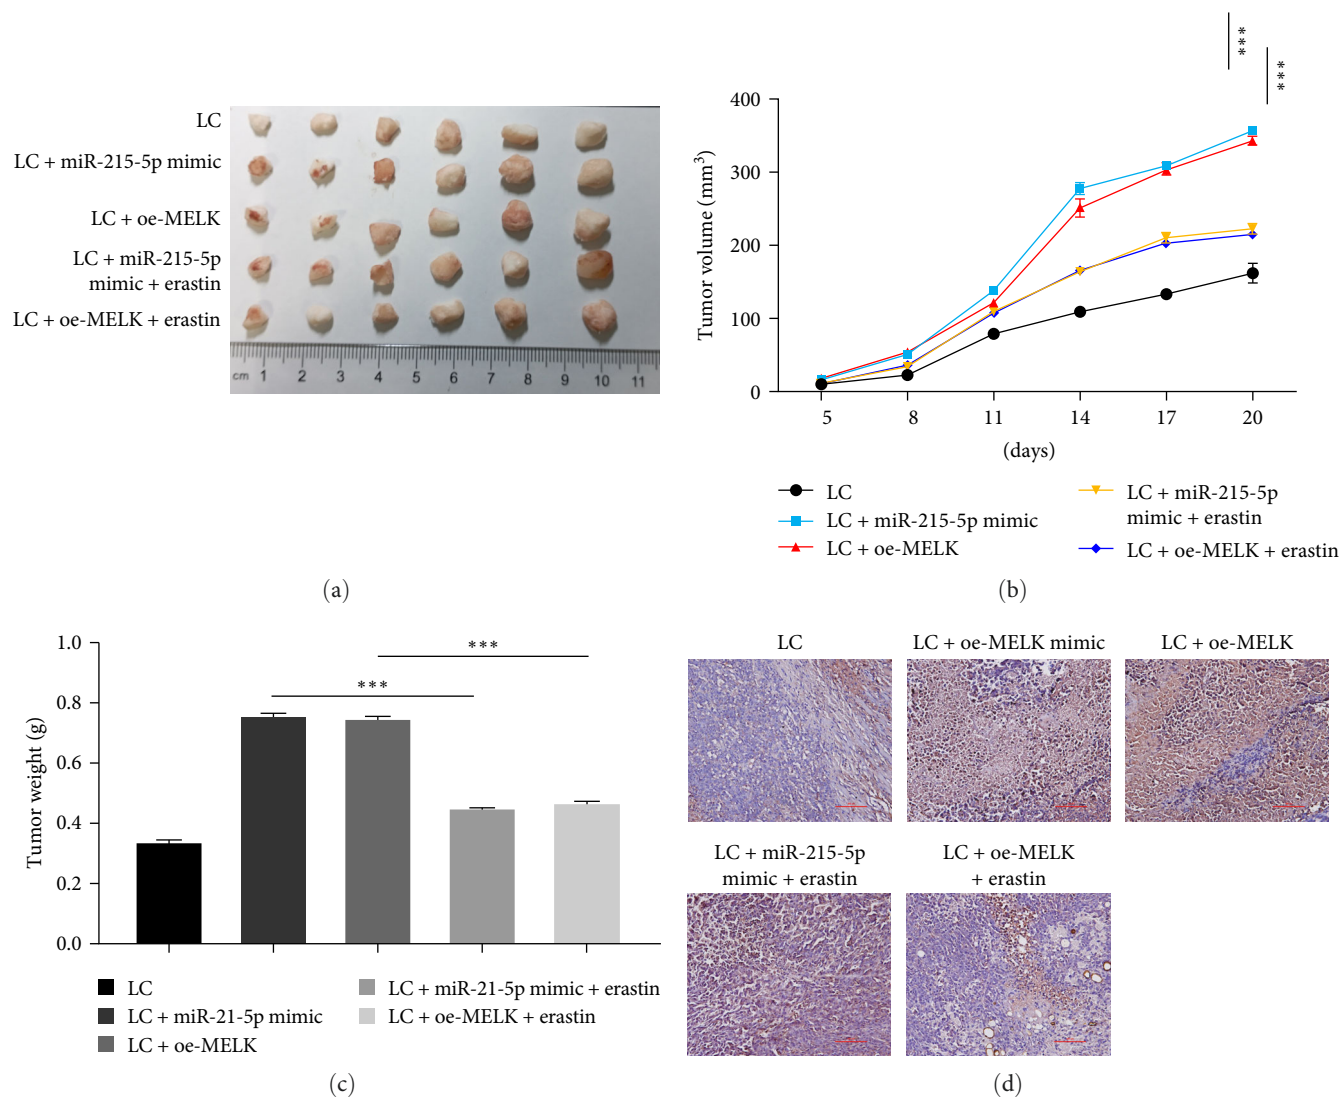 LC
LC + miR-215-5p mimic
LC + oe-MELK
LC + miR-215-5p
mimic + erastin
LC + oe-MELK + erastin
cm 1 2 3 4 5 6 7 8 9 10 11
(a)
***
***
400
300
200
100
0
Tumor volume (mm³)
5 8 11 14 17 20
(days)
LC
LC + miR-215-5p mimic
LC + oe-MELK
LC + miR-215-5p
mimic + erastin
LC + oe-MELK + erastin
(b)
1.0
0.8
0.6
0.4
0.2
0.0
Tumor weight (g)
***
***
LC
LC + miR-21-5p mimic
LC + oe-MELK
LC + miR-21-5p mimic + erastin
LC + oe-MELK + erastin
(c)
LC
LC + oe-MELK mimic
LC + oe-MELK
LC + miR-215-5p
mimic + erastin
LC + oe-MELK
+ erastin
(d)